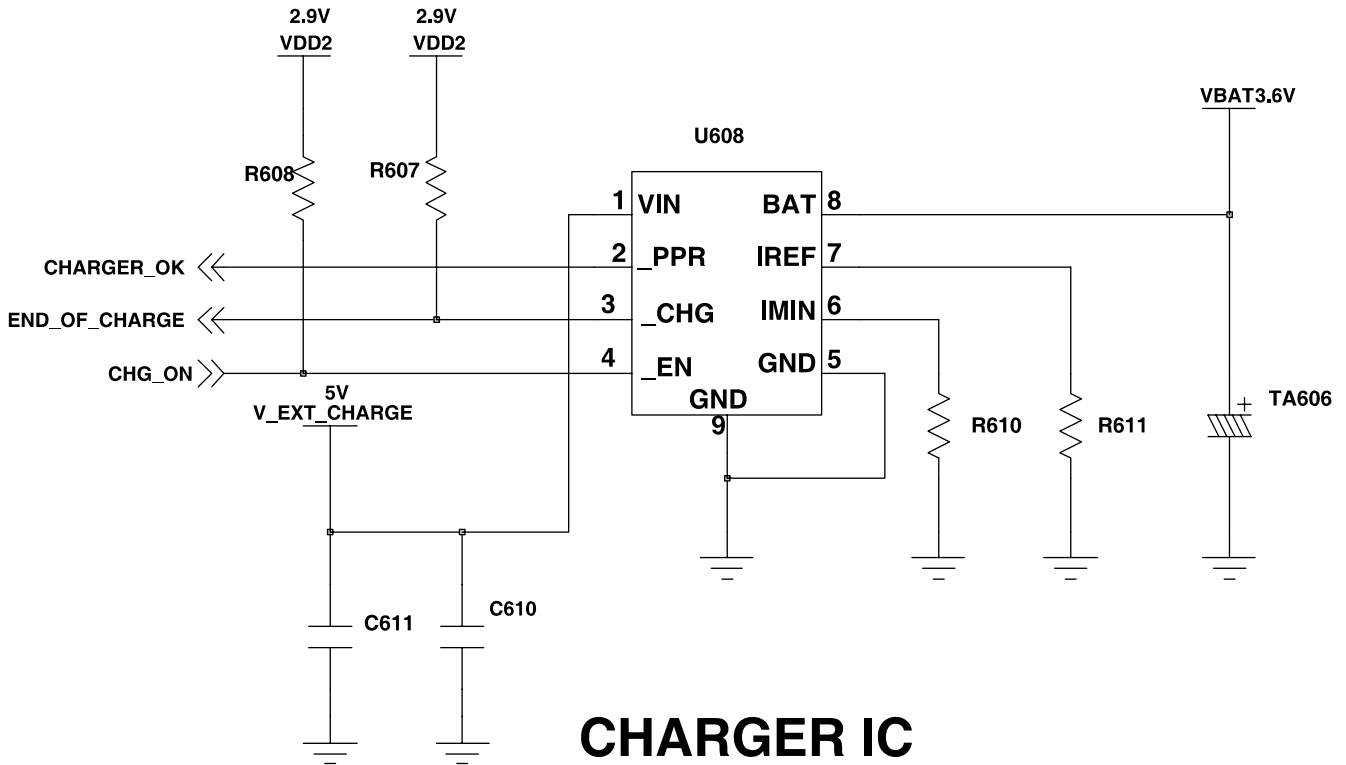 2.9V
VDD2
2.9V
VDD2
VBAT3.6V
U608
R608
R607
1 VIN
BAT 8
CHARGER_OK
2 _PPR
IREF 7
END_OF_CHARGE
3 _CHG
IMIN 6
CHG_ON
4 _EN
GND 5
5V
V_EXT_CHARGE
GND
9
R610
R611
+ TA606
C611
C610
CHARGER IC